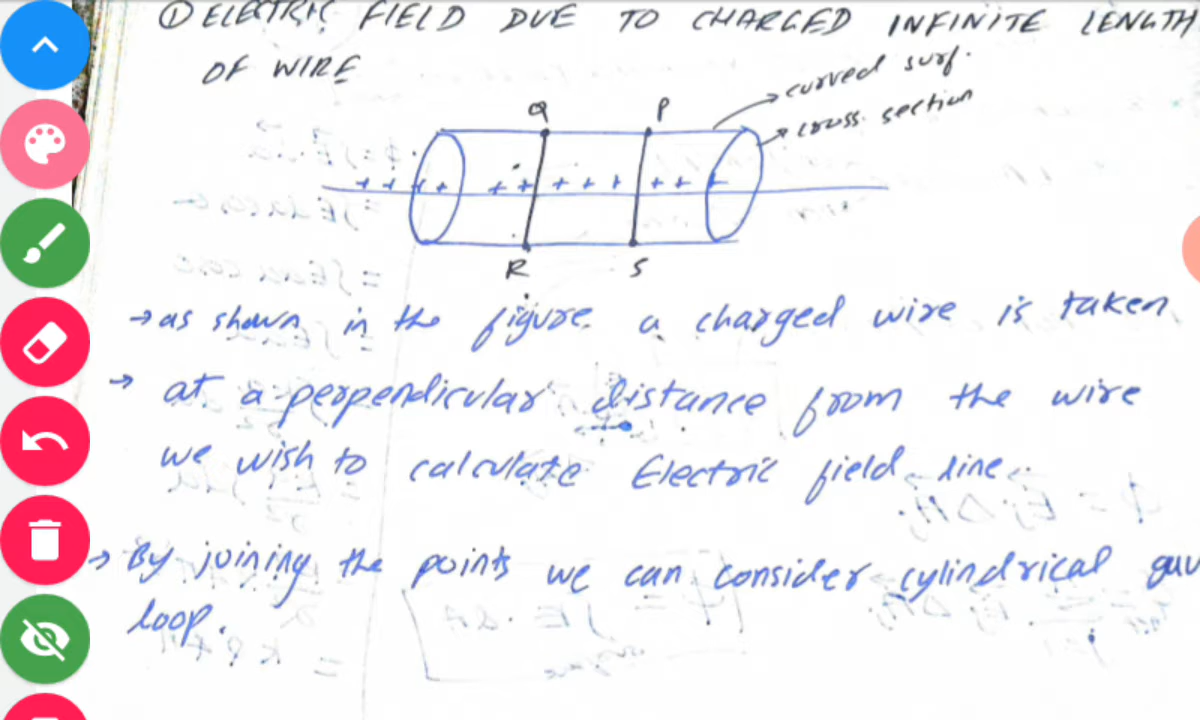 ① ELECTRIC FIELD DUE TO CHARGED INFINITE LENGTH
OF WIRE
curved surf.
cross. section
Q P
+ + + + + + + + + + + +
R S
→ as shown in the figure. a charged wire is taken
→ at a perpendicular distance from the wire
we wish to calculate Electric field line.
→ By joining the points we can consider cylindrical gau
loop.